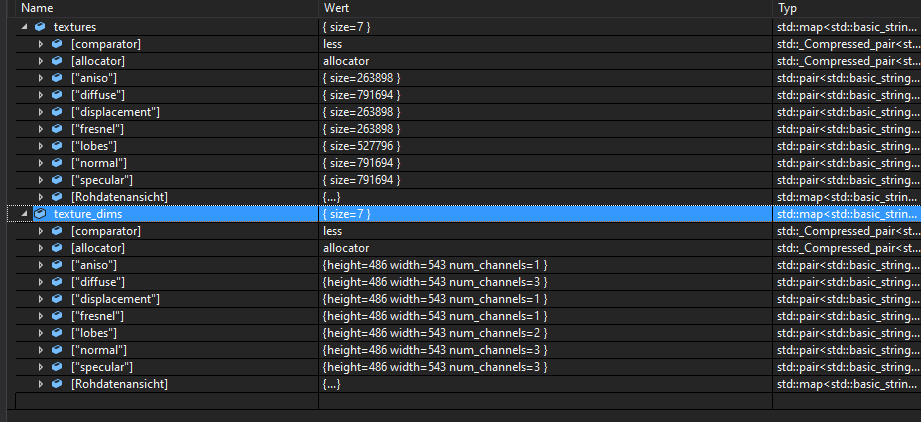 Name Wert Typ
textures { size=7 } std::map<std::basic_strin...
[comparator] less std::_Compressed_pair<st...
[allocator] allocator std::_Compressed_pair<st...
["aniso"] { size=263898 } std::pair<std::basic_string...
["diffuse"] { size=791694 } std::pair<std::basic_string...
["displacement"] { size=263898 } std::pair<std::basic_string...
["fresnel"] { size=263898 } std::pair<std::basic_string...
["lobes"] { size=527796 } std::pair<std::basic_string...
["normal"] { size=791694 } std::pair<std::basic_string...
["specular"] { size=791694 } std::pair<std::basic_string...
[Rohdatenansicht] {...} std::map<std::basic_strin...
texture_dims { size=7 } std::map<std::basic_strin...
[comparator] less std::_Compressed_pair<st...
[allocator] allocator std::_Compressed_pair<st...
["aniso"] {height=486 width=543 num_channels=1 } std::pair<std::basic_string...
["diffuse"] {height=486 width=543 num_channels=3 } std::pair<std::basic_string...
["displacement"] {height=486 width=543 num_channels=1 } std::pair<std::basic_string...
["fresnel"] {height=486 width=543 num_channels=1 } std::pair<std::basic_string...
["lobes"] {height=486 width=543 num_channels=2 } std::pair<std::basic_string...
["normal"] {height=486 width=543 num_channels=3 } std::pair<std::basic_string...
["specular"] {height=486 width=543 num_channels=3 } std::pair<std::basic_string...
[Rohdatenansicht] {...} std::map<std::basic_strin...